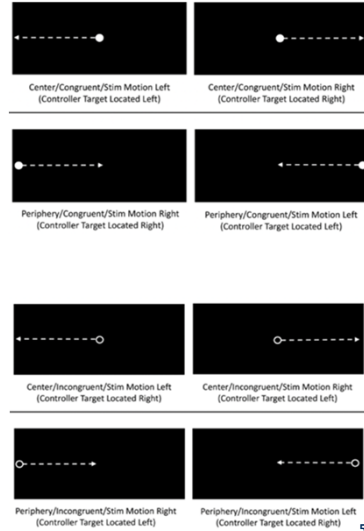 Center/Congruent/Stim Motion Left
(Controller Target Located Left)
Center/Congruent/Stim Motion Right
(Controller Target Located Right)
Periphery/Congruent/Stim Motion Right
(Controller Target Located Right)
Periphery/Congruent/Stim Motion Left
(Controller Target Located Left)
Center/Incongruent/Stim Motion Left
(Controller Target Located Right)
Center/Incongruent/Stim Motion Right
(Controller Target Located Left)
Periphery/Incongruent/Stim Motion Right
(Controller Target Located Left)
Periphery/Incongruent/Stim Motion Left
(Controller Target Located Right)